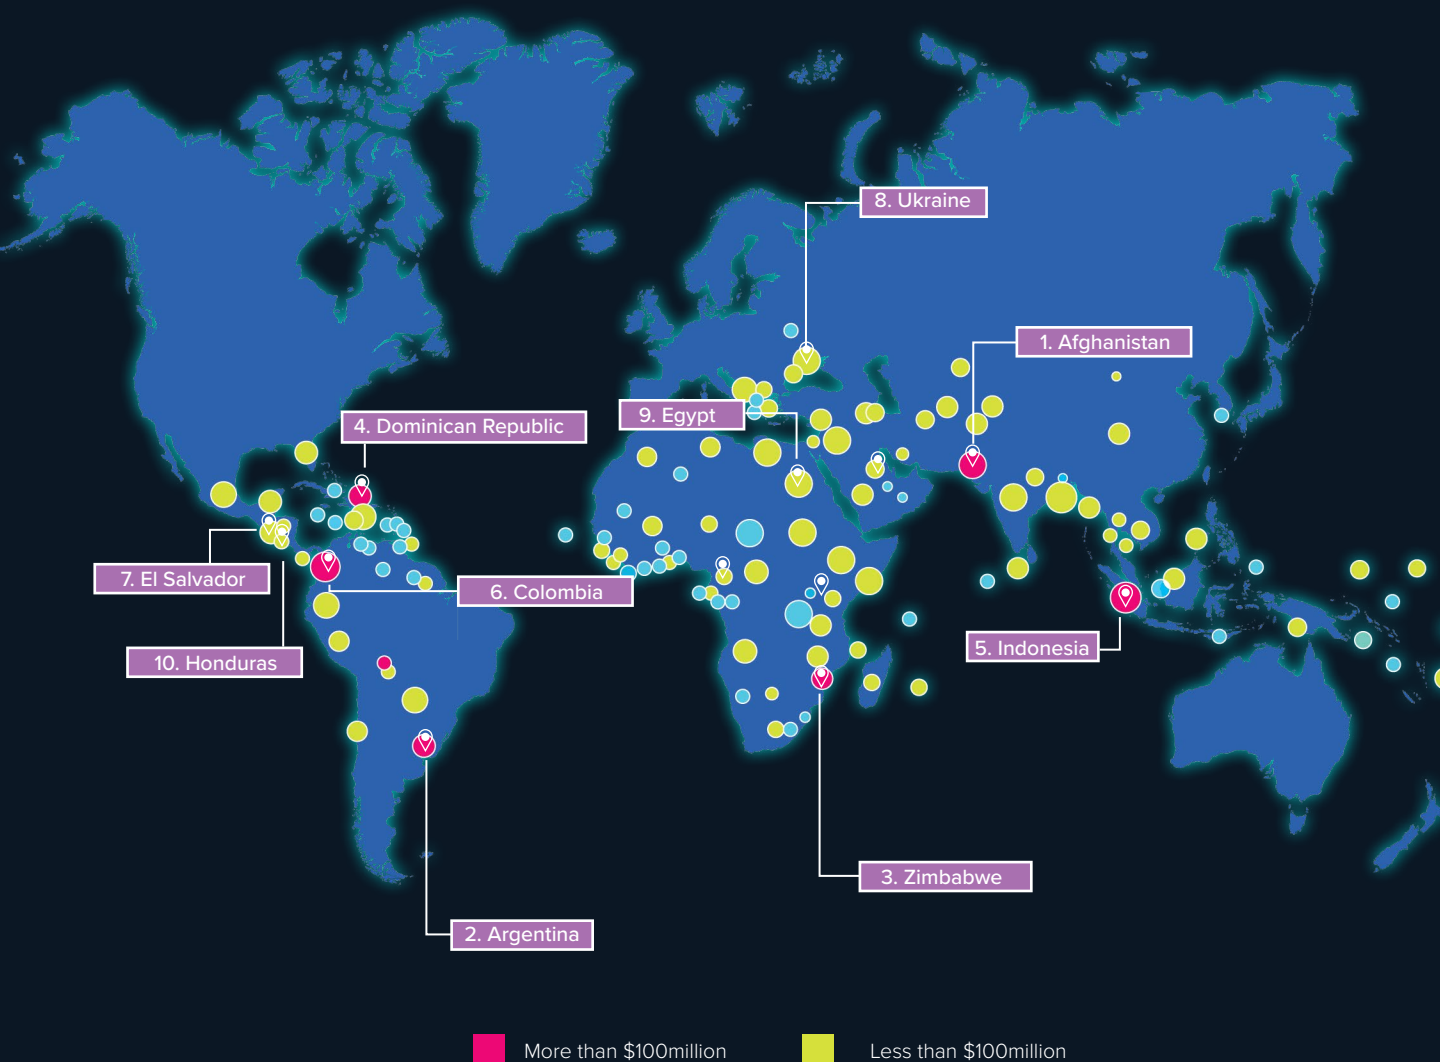 8. Ukraine
1. Afghanistan
9. Egypt
4. Dominican Republic
7. El Salvador
6. Colombia
10. Honduras
5. Indonesia
3. Zimbabwe
2. Argentina
More than $100million
Less than $100million